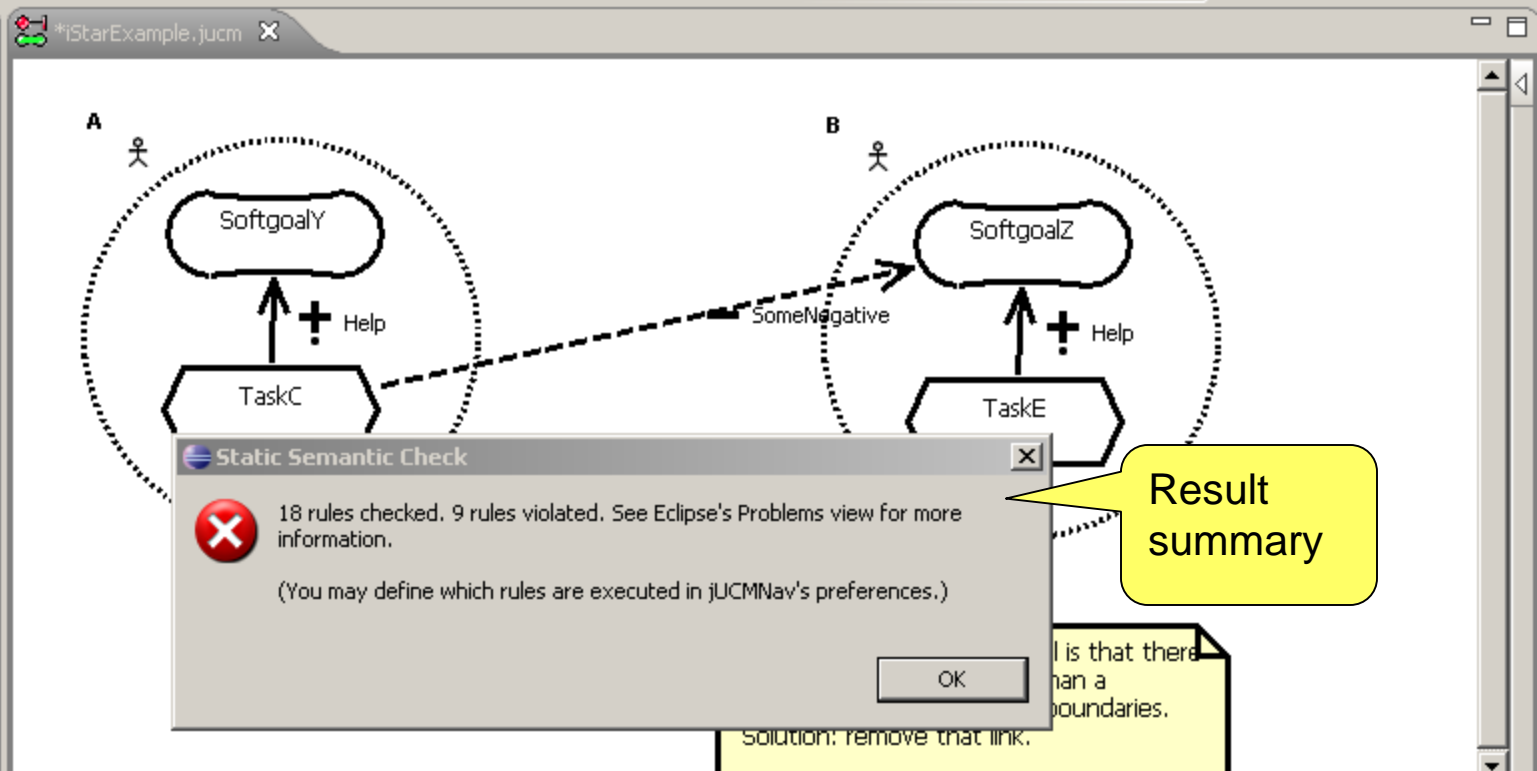 *iStarExample.jucm
A
B
SoftgoalY
SoftgoalZ
SomeNegative
Help
Help
TaskC
TaskE
Static Semantic Check
18 rules checked. 9 rules violated. See Eclipse's Problems view for more
information.
(You may define which rules are executed in jUCMNav's preferences.)
OK
Result
summary
l is that there
han a
boundaries.
Solution: remove that link.